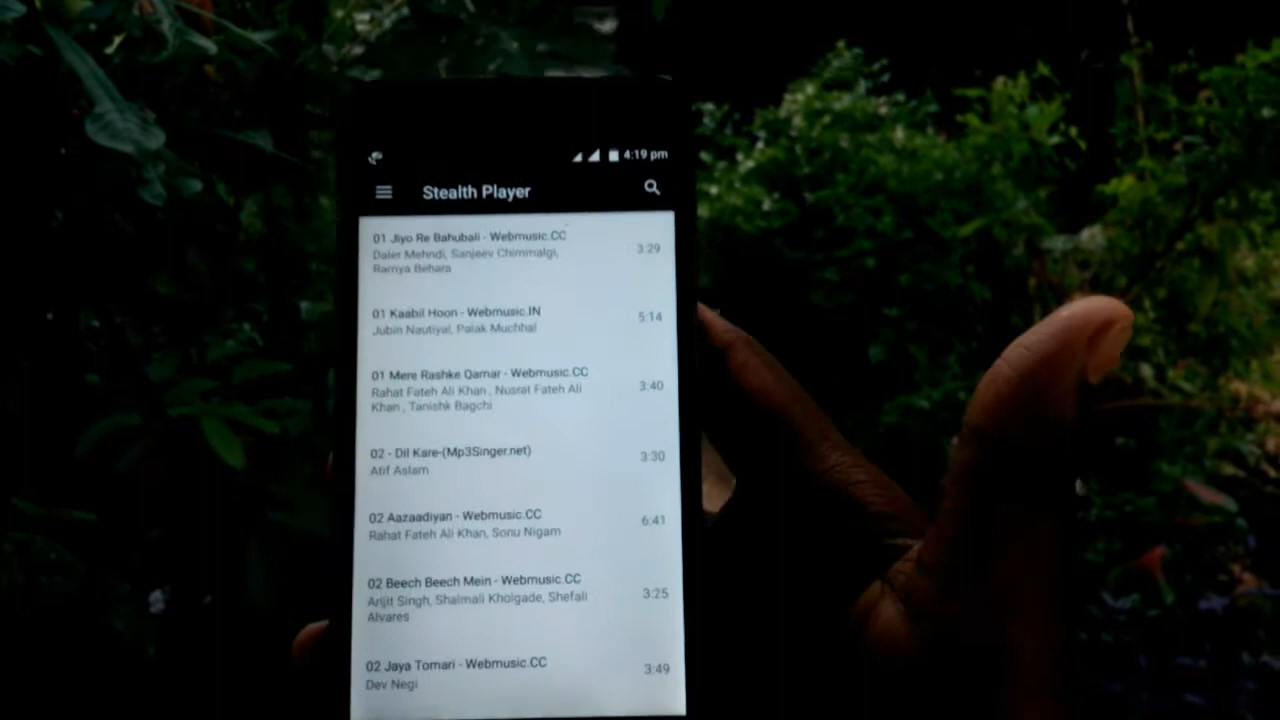 4:19 pm
Stealth Player
01 Jiyo Re Bahubali - Webmusic.CC
Daler Mehndi, Sanjeev Chimmalgi,
Ramya Behara
3:29
01 Kaabil Hoon - Webmusic.IN
Jubin Nautiyal, Palak Muchhal
5:14
01 Mere Rashke Qamar - Webmusic.CC
Rahat Fateh Ali Khan , Nusrat Fateh Ali
Khan , Tanishk Bagchi
3:40
02 - Dil Kare-(Mp3Singer.net)
Atif Aslam
3:30
02 Aazaadiyan - Webmusic.CC
Rahat Fateh Ali Khan, Sonu Nigam
6:41
02 Beech Beech Mein - Webmusic.CC
Arijit Singh, Shalmali Kholgade, Shefali
Alvares
3:25
02 Jaya Tomari - Webmusic.CC
Dev Negi
3:49